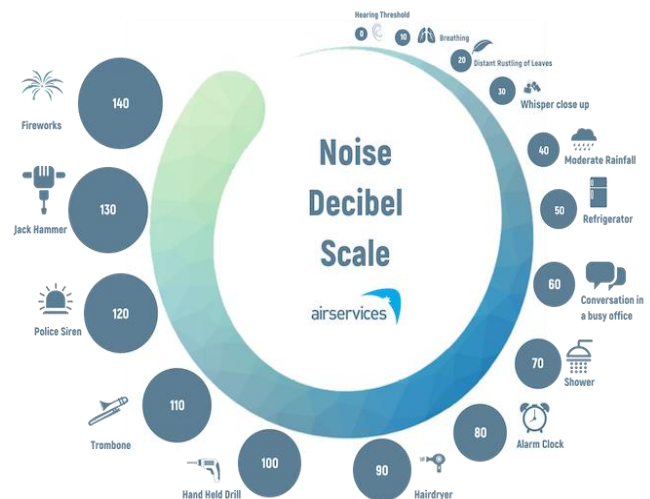 Hearing Threshold
0
10
Breathing
20
Distant Rustling of Leaves
30
Whisper close up
40
Moderate Rainfall
50
Refrigerator
60
Conversation in
a busy office
70
Shower
80
Alarm Clock
90
Hairdryer
100
Hand Held Drill
110
Trombone
120
Police Siren
130
Jack Hammer
140
Fireworks
Noise
Decibel
Scale
airservices